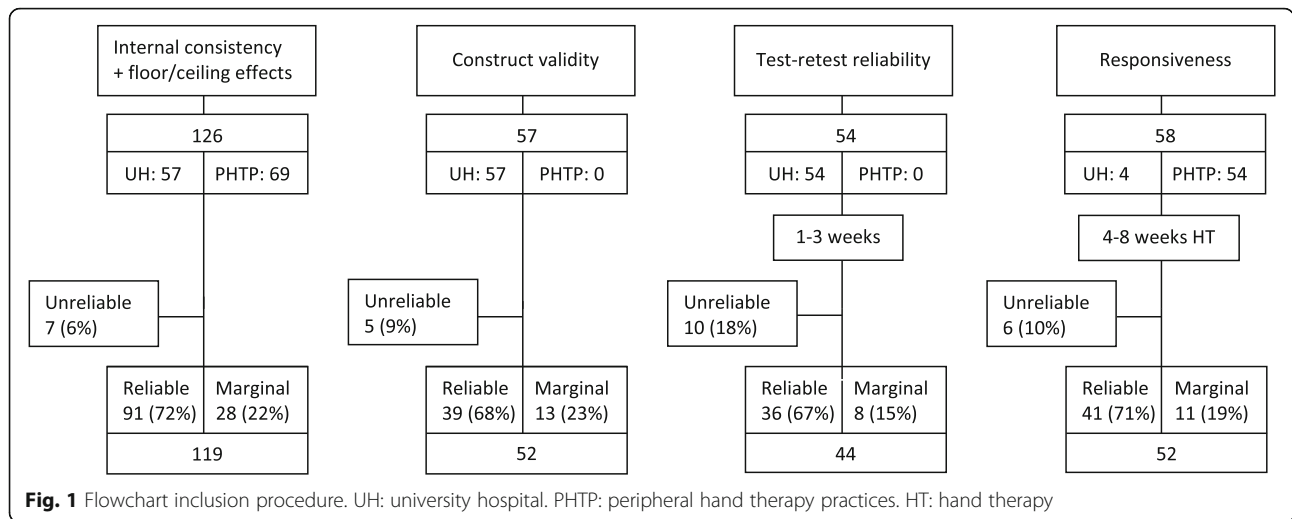 Internal consistency
+ floor/ceiling effects
126
UH: 57 PHTP: 69
Unreliable
7 (6%)
Reliable Marginal
91 (72%) 28 (22%)
119
Construct validity
57
UH: 57 PHTP: 0
Unreliable
5 (9%)
Reliable Marginal
39 (68%) 13 (23%)
52
Test-retest reliability
54
UH: 54 PHTP: 0
1-3 weeks
Unreliable
10 (18%)
Reliable Marginal
36 (67%) 8 (15%)
44
Responsiveness
58
UH: 4 PHTP: 54
4-8 weeks HT
Unreliable
6 (10%)
Reliable Marginal
41 (71%) 11 (19%)
52
Fig. 1 Flowchart inclusion procedure. UH: university hospital. PHTP: peripheral hand therapy practices. HT: hand therapy